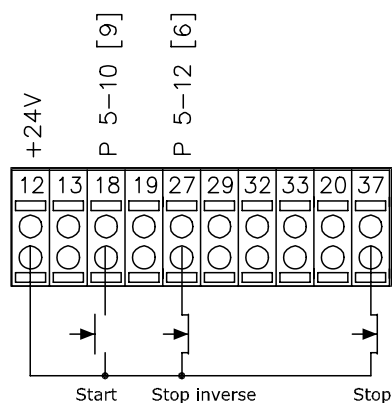 +24V
P 5-10 [9]
P 5-12 [6]
12 13 18 19 27 29 32 33 20 37
Start Stop inverse Stop